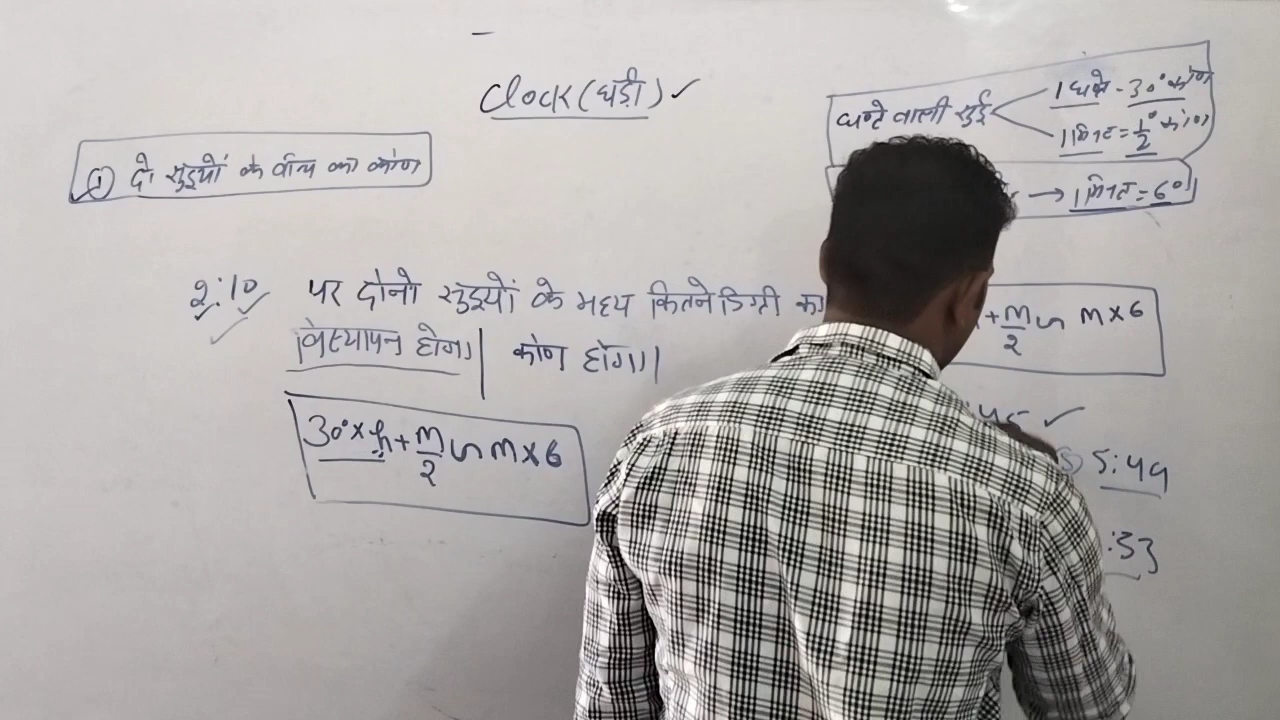 Clock (घड़ी) ✓
① दो सुइयों के बीच का कोण
घण्टे वाली सुई
1 घण्टे - 30° कोण
1 मिनट = 1/2° कोण
→ 1 मिनट = 6°
2:10 पर दोनो सुइयों के मध्य कितने डिग्री का
विस्थापन होगा | कोण होगा।
30° × h + m/2 ∽ m × 6
+ m/2 ∽ m × 6
:45 ✓
5:49
:53